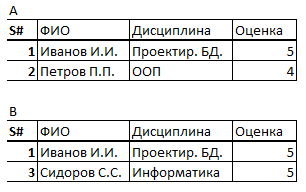 А
S# ФИО Дисциплина Оценка
1 Иванов И.И. Проектир. БД. 5
2 Петров П.П. ООП 4
В
S# ФИО Дисциплина Оценка
1 Иванов И.И. Проектир. БД. 5
3 Сидоров С.С. Информатика 5